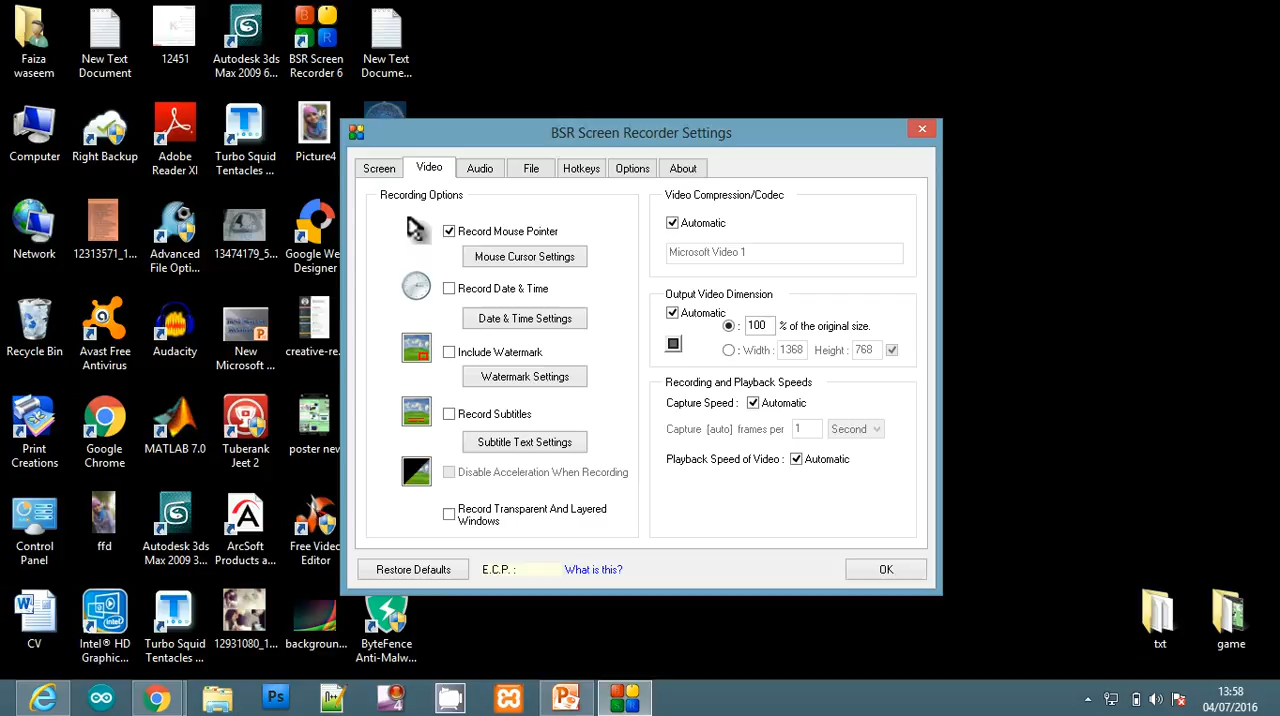 Faiza
waseem
New Text
Document
12451
Autodesk 3ds
Max 2009 6...
BSR Screen
Recorder 6
New Text
Docume...
Computer
Right Backup
Adobe
Reader XI
Turbo Squid
Tentacles ...
Picture4
Network
12313571_1...
Advanced
File Opti...
13474179_5...
Google We
Designer
Recycle Bin
Avast Free
Antivirus
Audacity
New
Microsoft ...
creative-re.
Print
Creations
Google
Chrome
MATLAB 7.0
Tuberank
Jeet 2
poster new
Control
Panel
ffd
Autodesk 3ds
Max 2009 3...
ArcSoft
Products a...
Free Video
Editor
CV
Intel® HD
Graphic...
Turbo Squid
Tentacles ...
12931080_1...
backgroun...
ByteFence
Anti-Malw...
txt
game
BSR Screen Recorder Settings
Screen
Video
Audio
File
Hotkeys
Options
About
Recording Options
Record Mouse Pointer
Mouse Cursor Settings
Record Date & Time
Date & Time Settings
Include Watermark
Watermark Settings
Record Subtitles
Subtitle Text Settings
Disable Acceleration When Recording
Record Transparent And Layered
Windows
Video Compression/Codec
Automatic
Microsoft Video 1
Output Video Dimension
Automatic
: 100 % of the original size
: Width : 1368 Height : 768
Recording and Playback Speeds
Capture Speed : Automatic
Capture [auto] frames per 1 Second
Playback Speed of Video : Automatic
Restore Defaults
E.C.P. :
What is this?
OK
Ps
13:58
04/07/2016